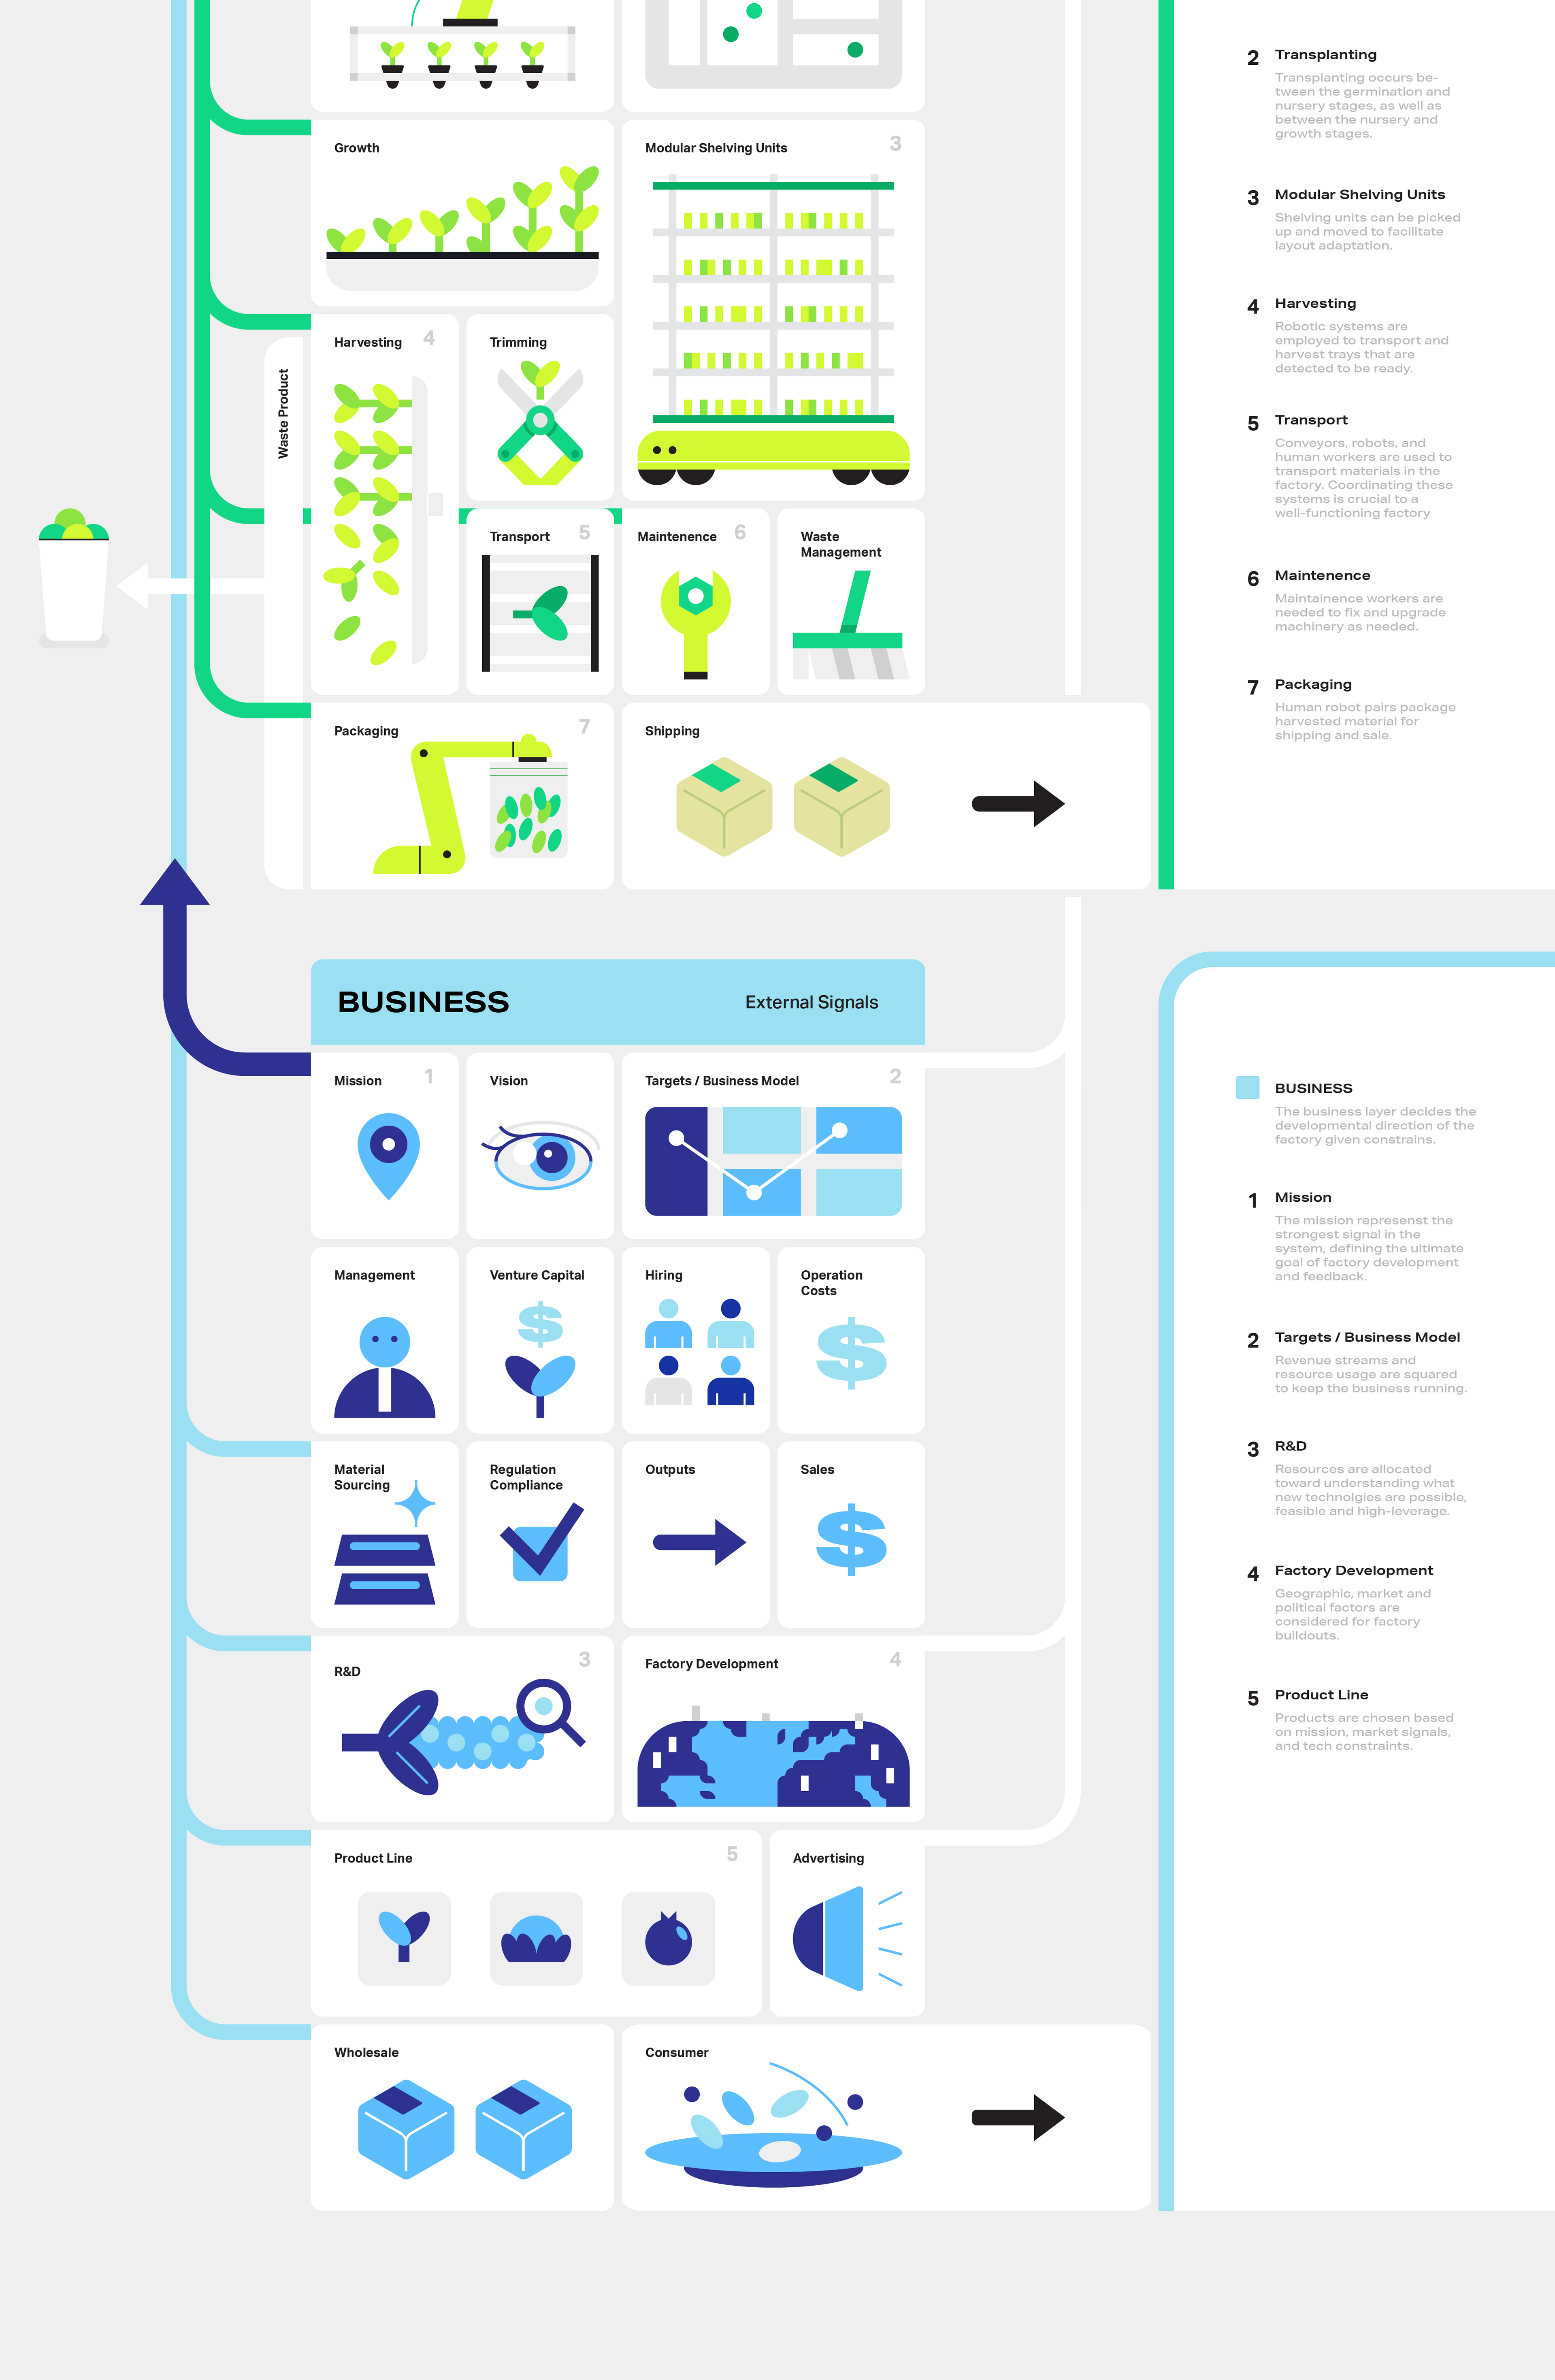 Growth
Modular Shelving Units
3
Harvesting
4
Trimming
Waste Product
Transport
5
Maintenence
6
Waste
Management
Packaging
7
Shipping
BUSINESS
External Signals
Mission
1
Vision
Targets / Business Model
2
Management
Venture Capital
$
Hiring
Operation
Costs
$
Material
Sourcing
Regulation
Compliance
Outputs
Sales
$
R&D
3
Factory Development
4
Product Line
5
Advertising
Wholesale
Consumer
2
Transplanting
Transplanting occurs be-
tween the germination and
nursery stages, as well as
between the nursery and
growth stages.
3
Modular Shelving Units
Shelving units can be picked
up and moved to facilitate
layout adaptation.
4
Harvesting
Robotic systems are
employed to transport and
harvest trays that are
detected to be ready.
5
Transport
Conveyors, robots, and
human workers are used to
transport materials in the
factory. Coordinating these
systems is crucial to a
well-functioning factory
6
Maintenence
Maintainence workers are
needed to fix and upgrade
machinery as needed.
7
Packaging
Human robot pairs package
harvested material for
shipping and sale.
BUSINESS
The business layer decides the
developmental direction of the
factory given constrains.
1
Mission
The mission represenst the
strongest signal in the
system, defining the ultimate
goal of factory development
and feedback.
2
Targets / Business Model
Revenue streams and
resource usage are squared
to keep the business running.
3
R&D
Resources are allocated
toward understanding what
new technolgies are possible,
feasible and high-leverage.
4
Factory Development
Geographic, market and
political factors are
considered for factory
buildouts.
5
Product Line
Products are chosen based
on mission, market signals,
and tech constraints.